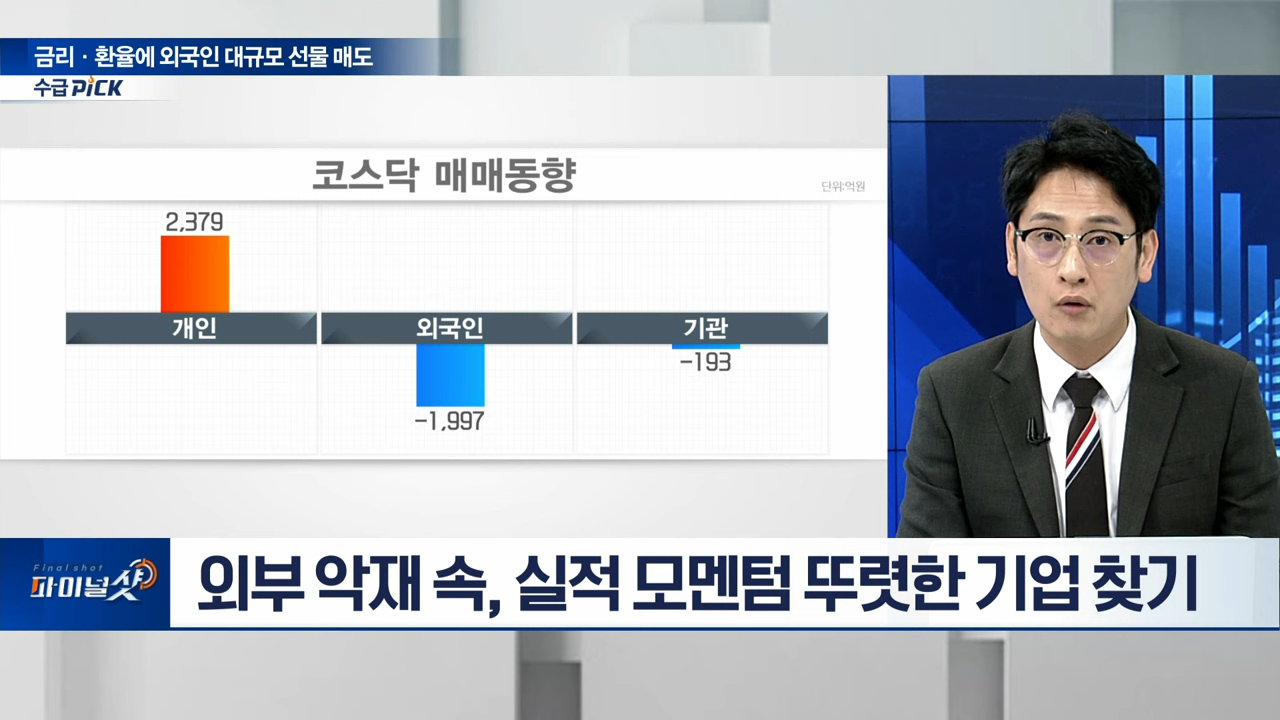 금리 · 환율에 외국인 대규모 선물 매도
수급 PiCK
코스닥 매매동향
단위:억원
2,379
개인
외국인
기관
-1,997
-193
Final shot
파이널샷
외부 악재 속, 실적 모멘텀 뚜렷한 기업 찾기